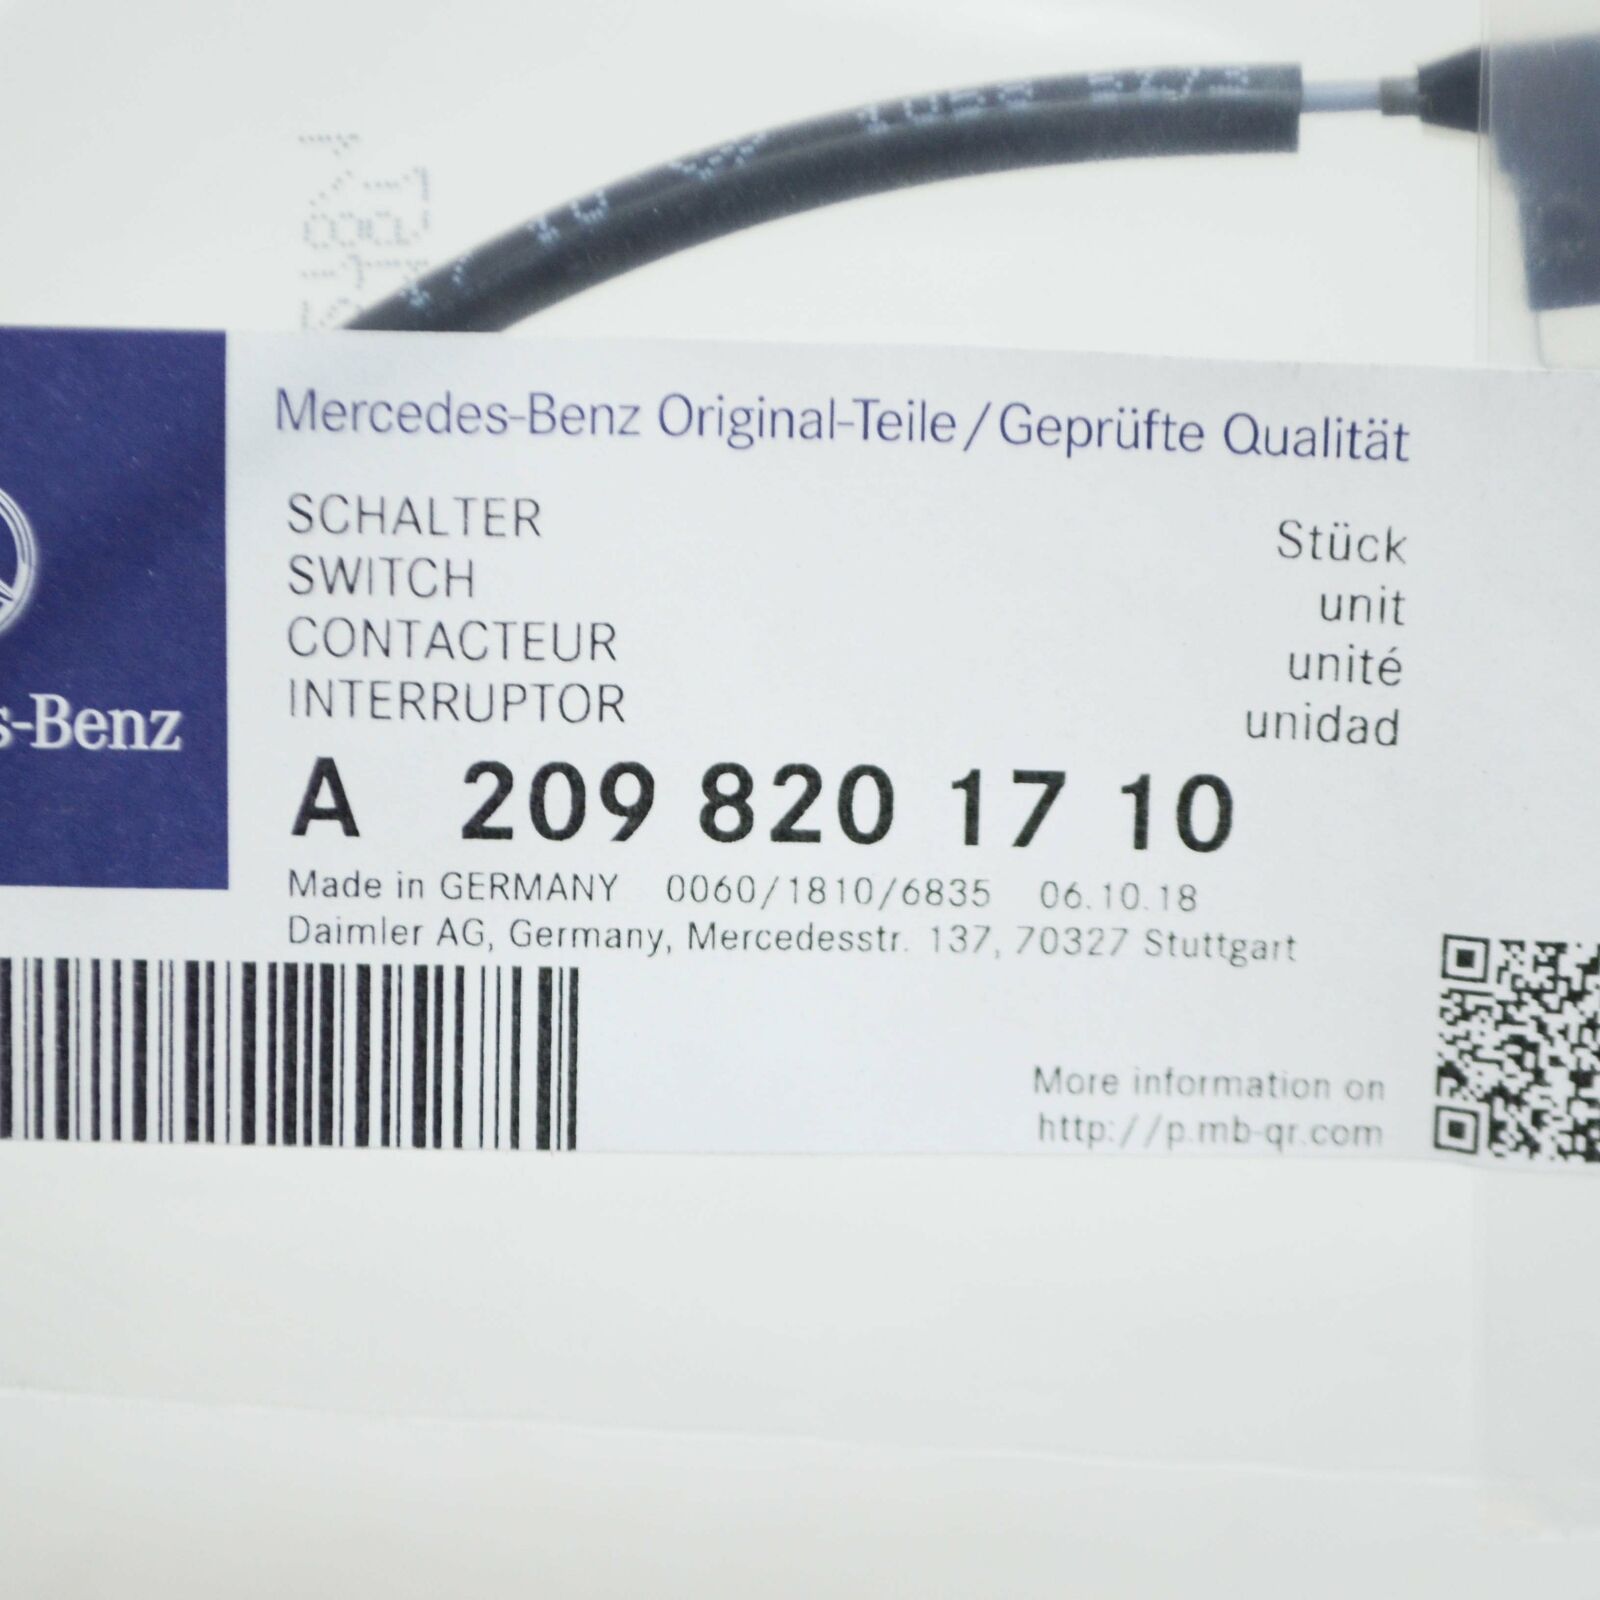 Mercedes-Benz Original-Teile/Geprüfte Qualität
SCHALTER
SWITCH
CONTACTEUR
INTERRUPTOR
Stück
unit
unité
unidad
s-Benz
A 209 820 17 10
Made in GERMANY 0060/1810/6835 06.10.18
Daimler AG, Germany, Mercedesstr. 137, 70327 Stuttgart
More information on
http://p.mb-qr.com